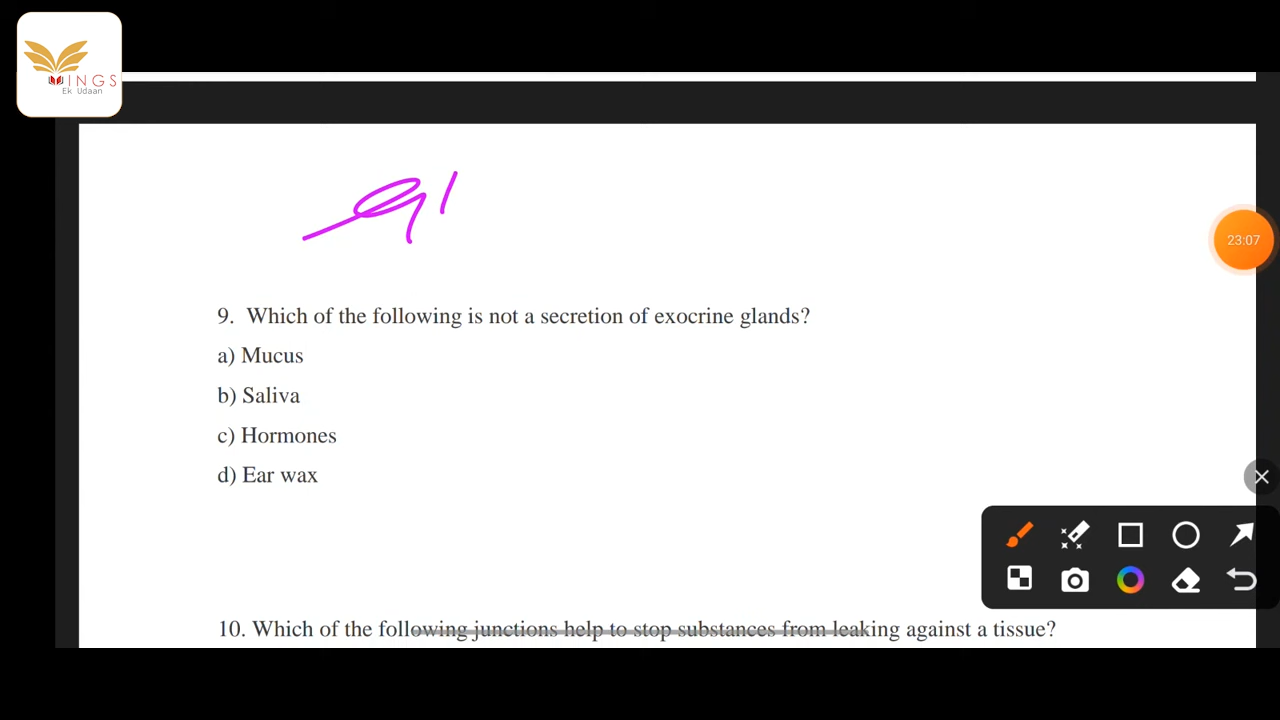 WINGS
Ek Udaan
23:07
9. Which of the following is not a secretion of exocrine glands?
a) Mucus
b) Saliva
c) Hormones
d) Ear wax
10. Which of the following junctions help to stop substances from leaking against a tissue?